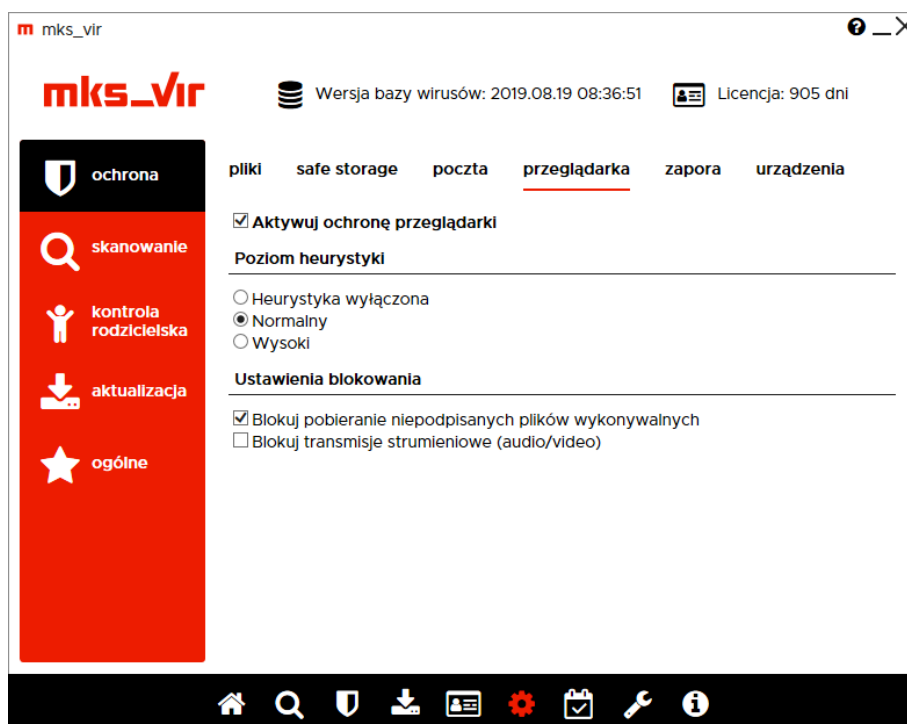 mks_vir
mks_vir
Wersja bazy wirusów: 2019.08.19 08:36:51
Licencja: 905 dni
ochrona
skanowanie
kontrola
rodzicielska
aktualizacja
ogólne
pliki safe storage poczta przeglądarka zapora urządzenia
Aktywuj ochronę przeglądarki
Poziom heurystyki
Heurystyka wyłączona
Normalny
Wysoki
Ustawienia blokowania
Blokuj pobieranie niepodpisanych plików wykonywalnych
Blokuj transmisje strumieniowe (audio/video)